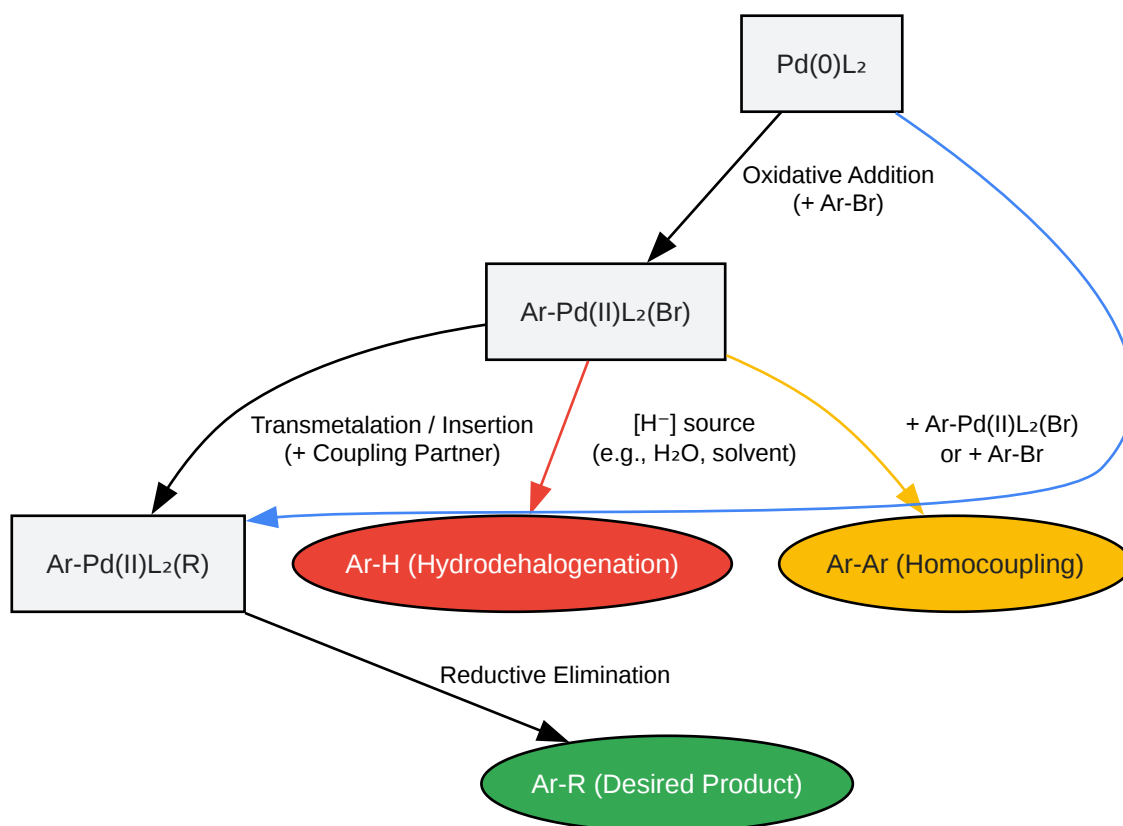 Pd(0)L₂
Oxidative Addition
(+ Ar-Br)
Ar-Pd(II)L₂(Br)
Transmetalation / Insertion
(+ Coupling Partner)
[H⁻] source
(e.g., H₂O, solvent)
+ Ar-Pd(II)L₂(Br)
or + Ar-Br
Ar-Pd(II)L₂(R)
Ar-H (Hydrodehalogenation)
Ar-Ar (Homocoupling)
Reductive Elimination
Ar-R (Desired Product)